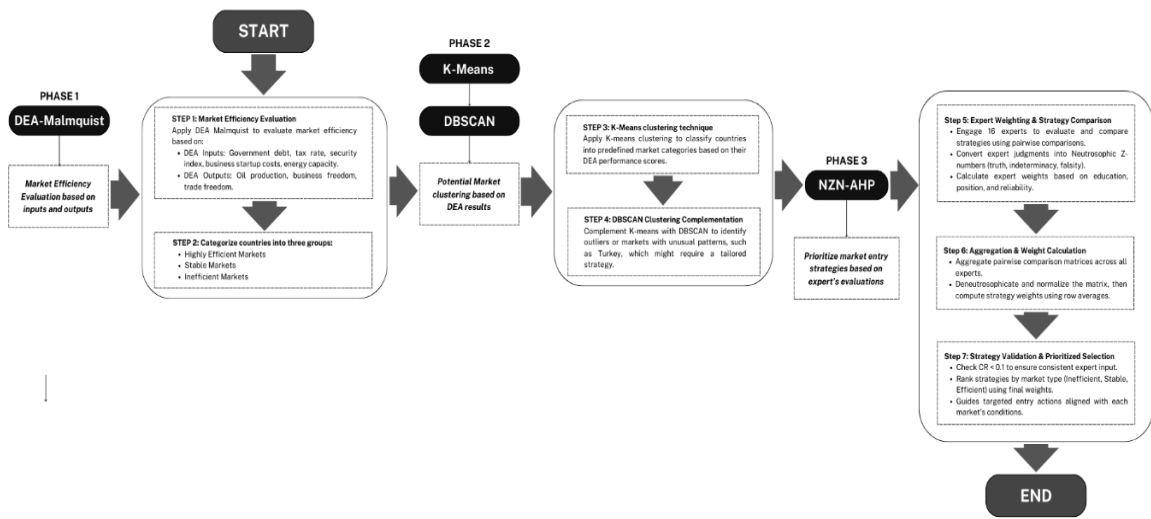 START
PHASE 1
DEA-Malmquist
Market Efficiency
Evaluation based on
inputs and outputs
STEP 1: Market Efficiency Evaluation
Apply DEA Malmquist to evaluate market efficiency
based on:
• DEA Inputs: Government debt, tax rate, security
index, business startup costs, energy capacity.
• DEA Outputs: Oil production, business freedom,
trade freedom.
STEP 2: Categorize countries into three groups:
• Highly Efficient Markets
• Stable Markets
• Inefficient Markets
PHASE 2
K-Means
DBSCAN
Potential Market
clustering based on
DEA results
STEP 3: K-Means clustering technique
Apply K-means clustering to classify countries
into predefined market categories based on their
DEA performance scores.
STEP 4: DBSCAN Clustering Complementation
Complement K-means with DBSCAN to identify
outliers or markets with unusual patterns, such
as Turkey, which might require a tailored
strategy.
PHASE 3
NZN-AHP
Prioritize market entry
strategies based on
expert's evaluations
Step 5: Expert Weighting & Strategy Comparison
• Engage 16 experts to evaluate and compare
strategies using pairwise comparisons.
• Convert expert judgments into Neutrosophic Z-
numbers (truth, indeterminacy, falsity).
• Calculate expert weights based on education,
position, and reliability.
Step 6: Aggregation & Weight Calculation
• Aggregate pairwise comparison matrices across all
experts.
• Deneutrosophicate and normalize the matrix, then
compute strategy weights using row averages.
Step 7: Strategy Validation & Prioritized Selection
• Check CR < 0.1 to ensure consistent expert input.
• Rank strategies by market type (Inefficient, Stable,
Efficient) using final weights.
• Guides targeted entry actions aligned with each
market's conditions.
END